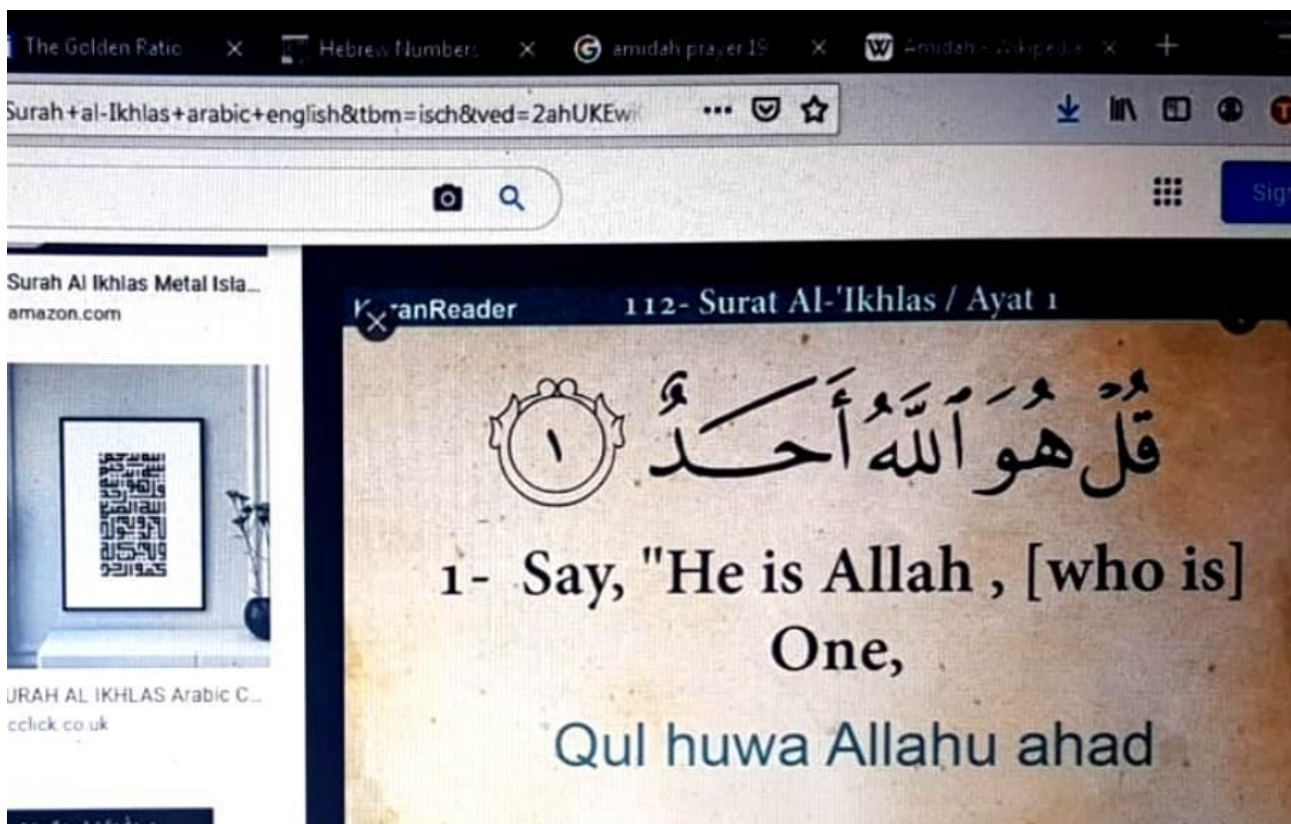 The Golden Ratio × Hebrew Numbers × amidah prayer 19 × W Amidah - Wikipedia × +
Surah+al-Ikhlas+arabic+english&tbm=isch&ved=2ahUKEwi
Sign
Surah Al Ikhlas Metal Isla...
amazon.com
ranReader 112- Surat Al-'Ikhlas / Ayat 1
قُلْ هُوَ ٱللَّهُ أَحَدٌ ١
1- Say, "He is Allah , [who is]
One,
Qul huwa Allahu ahad
URAH AL IKHLAS Arabic C...
cclick.co.uk